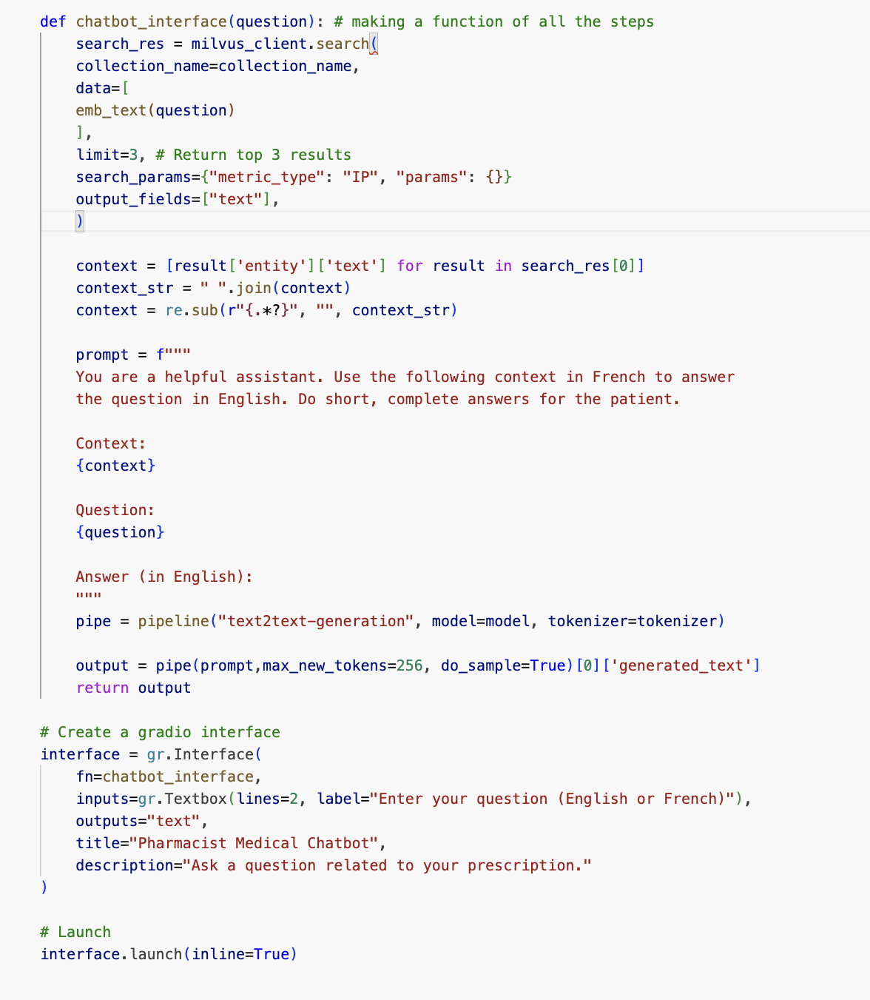 def chatbot_interface(question): # making a function of all the steps
    search_res = milvus_client.search(
    collection_name=collection_name,
    data=[
    emb_text(question)
    ],
    limit=3, # Return top 3 results
    search_params={"metric_type": "IP", "params": {}}
    output_fields=["text"],
    )

    context = [result['entity']['text'] for result in search_res[0]]
    context_str = " ".join(context)
    context = re.sub(r"{.*?}", "", context_str)

    prompt = f"""
    You are a helpful assistant. Use the following context in French to answer
    the question in English. Do short, complete answers for the patient.

    Context:
    {context}

    Question:
    {question}

    Answer (in English):
    """
    pipe = pipeline("text2text-generation", model=model, tokenizer=tokenizer)

    output = pipe(prompt,max_new_tokens=256, do_sample=True)[0]['generated_text']
    return output

# Create a gradio interface
interface = gr.Interface(
    fn=chatbot_interface,
    inputs=gr.Textbox(lines=2, label="Enter your question (English or French)"),
    outputs="text",
    title="Pharmacist Medical Chatbot",
    description="Ask a question related to your prescription."
)

# Launch
interface.launch(inline=True)